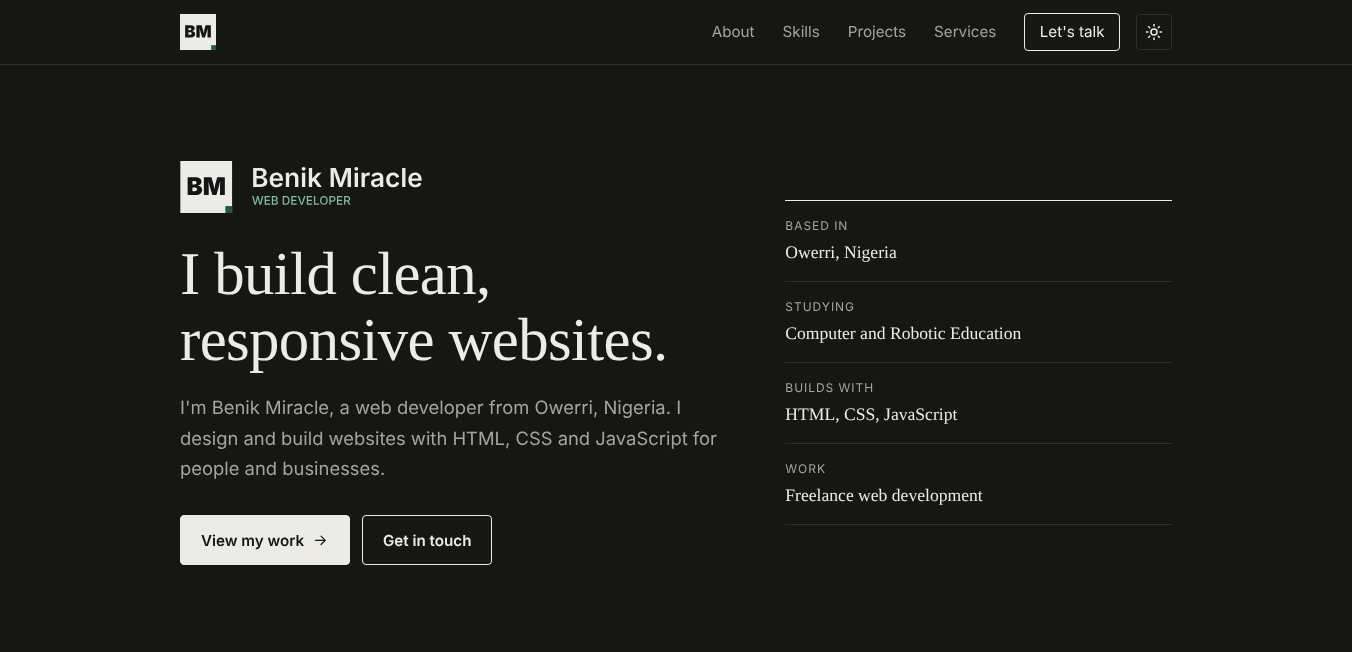 BM
About
Skills
Projects
Services
Let's talk
BM
Benik Miracle
WEB DEVELOPER
I build clean,
responsive websites.
I'm Benik Miracle, a web developer from Owerri, Nigeria. I
design and build websites with HTML, CSS and JavaScript for
people and businesses.
View my work →
Get in touch
BASED IN
Owerri, Nigeria
STUDYING
Computer and Robotic Education
BUILDS WITH
HTML, CSS, JavaScript
WORK
Freelance web development